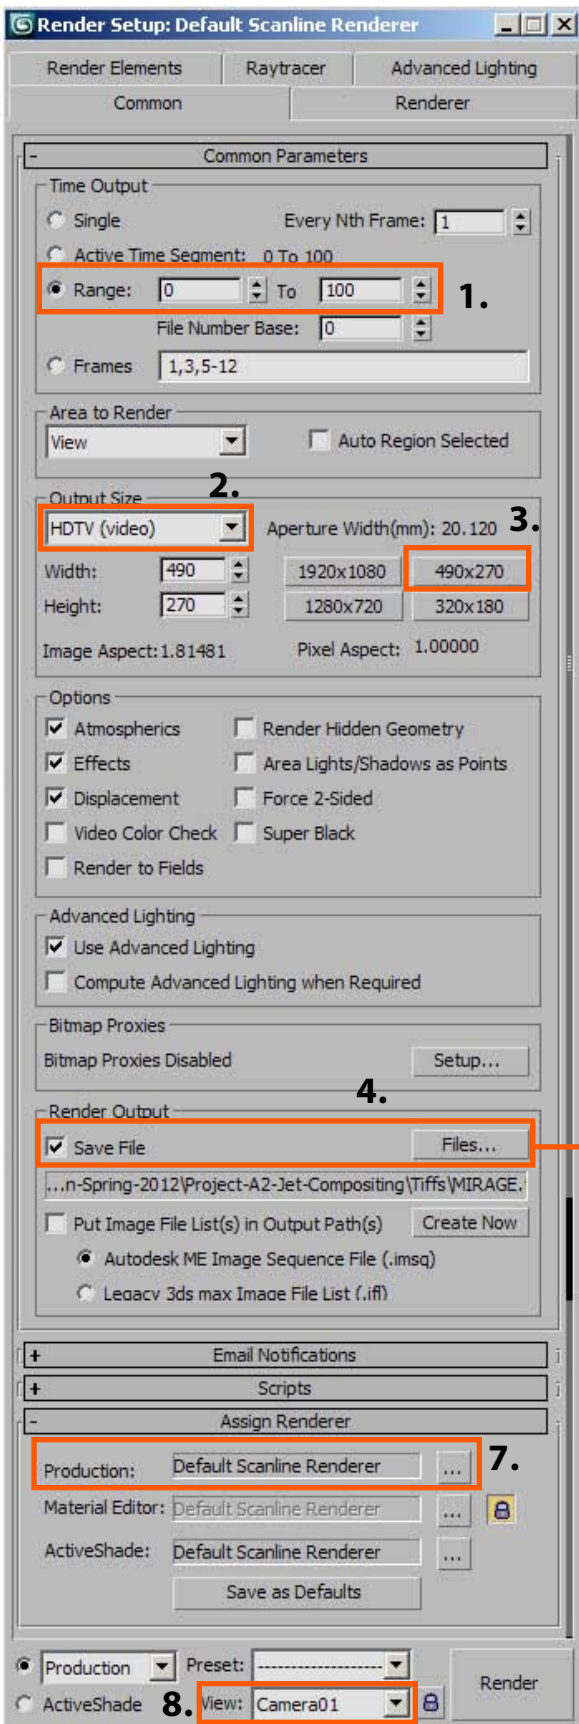 Render Setup: Default Scanline Renderer
Render Elements Raytracer Advanced Lighting
Common Renderer
- Common Parameters
Time Output
Single Every Nth Frame: 1
Active Time Segment: 0 To 100
Range: 0 To 100 1.
File Number Base: 0
Frames 1,3,5-12
Area to Render
View Auto Region Selected
2.
Output Size
HDTV (video) Aperture Width(mm): 20.120 3.
Width: 490 1920x1080 490x270
Height: 270 1280x720 320x180
Image Aspect: 1.81481 Pixel Aspect: 1.00000
Options
Atmospherics Render Hidden Geometry
Effects Area Lights/Shadows as Points
Displacement Force 2-Sided
Video Color Check Super Black
Render to Fields
Advanced Lighting
Use Advanced Lighting
Compute Advanced Lighting when Required
Bitmap Proxies
Bitmap Proxies Disabled Setup...
4.
Render Output
Save File Files...
...n-Spring-2012\Project-A2-Jet-Compositing\Tiffs\MIRAGE.
Put Image File List(s) in Output Path(s) Create Now
Autodesk ME Image Sequence File (.imsq)
Legacy 3ds max Image File List (.ifl)
+ Email Notifications
+ Scripts
- Assign Renderer
Production: Default Scanline Renderer ... 7.
Material Editor: Default Scanline Renderer ...
ActiveShade: Default Scanline Renderer ...
Save as Defaults
Production Preset: -------------------- Render
ActiveShade 8. View: Camera01